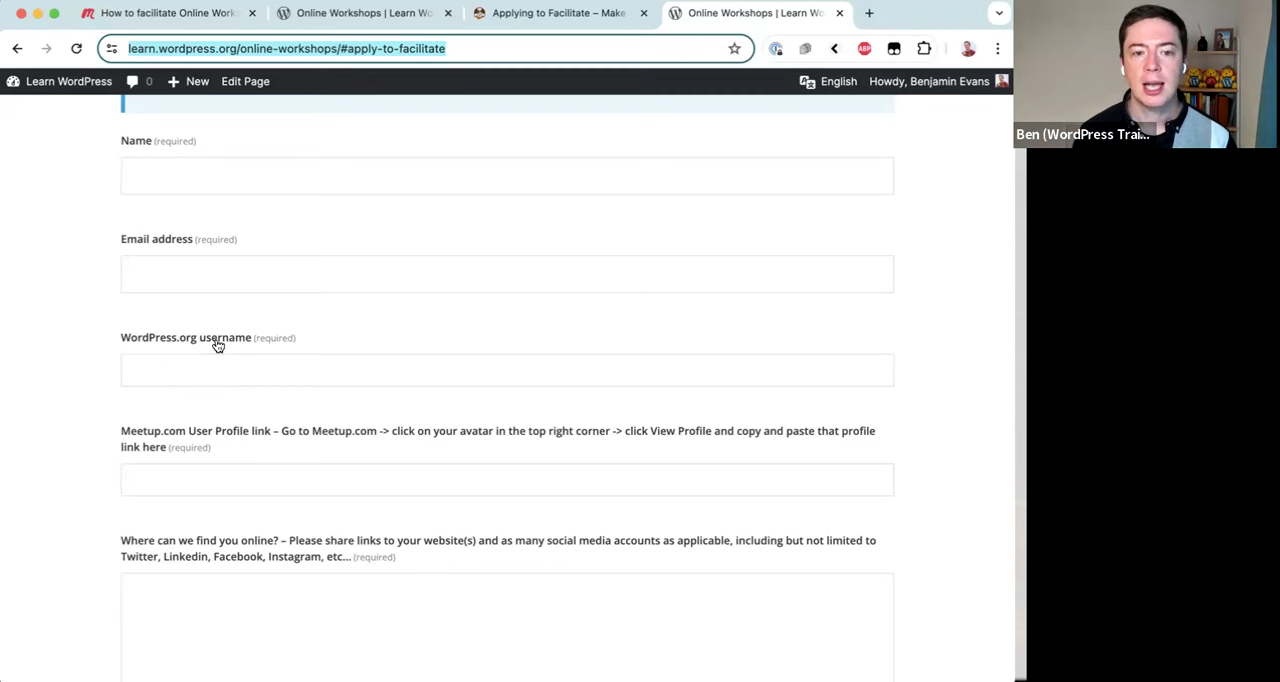 How to facilitate Online Work
Online Workshops | Learn Wo
Applying to Facilitate – Make
Online Workshops | Learn Wo
learn.wordpress.org/online-workshops/#apply-to-facilitate
ABP
Learn WordPress 0 New Edit Page English Howdy, Benjamin Evans
Ben (WordPress Trai...
Name (required)
Email address (required)
WordPress.org username (required)
Meetup.com User Profile link – Go to Meetup.com -> click on your avatar in the top right corner -> click View Profile and copy and paste that profile
link here (required)
Where can we find you online? – Please share links to your website(s) and as many social media accounts as applicable, including but not limited to
Twitter, Linkedin, Facebook, Instagram, etc... (required)